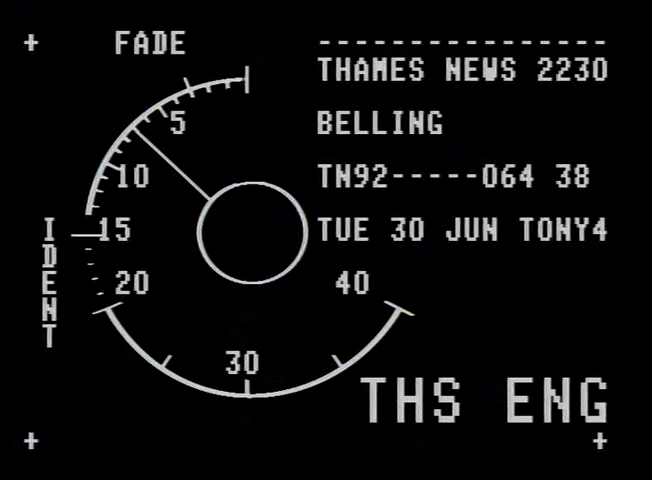 FADE
----------------
THAMES NEWS 2230
BELLING
TN92-----064 38
TUE 30 JUN TONY4
5
10
15
20
30
40
IDENT
THS ENG